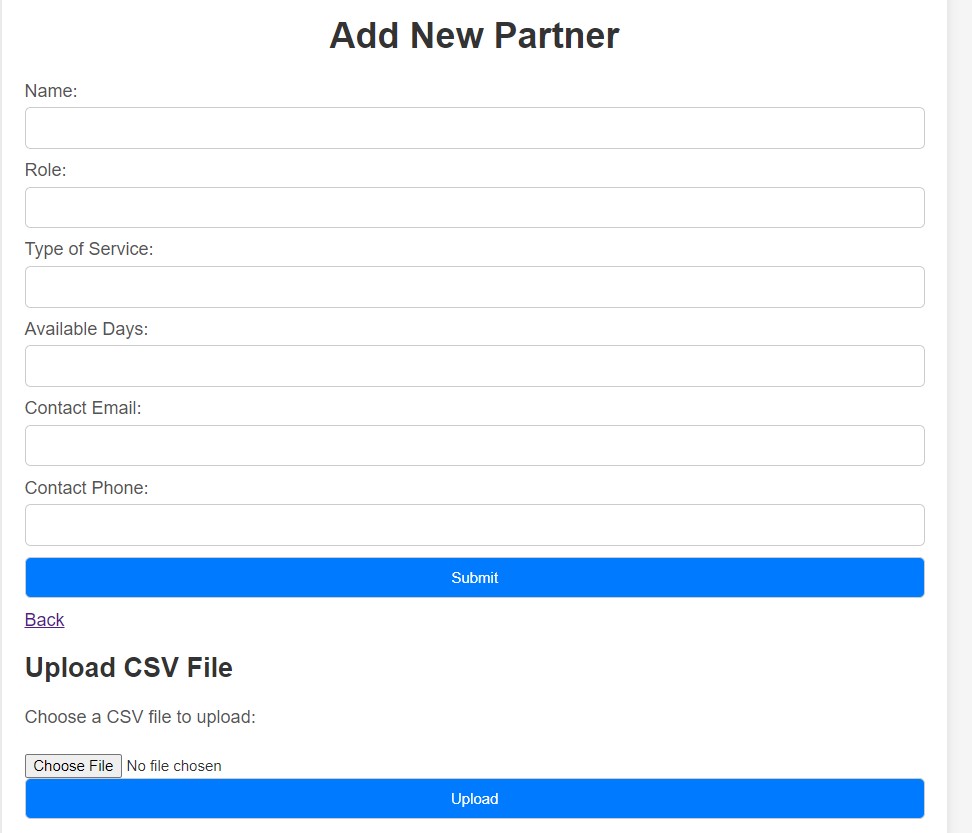 Add New Partner
Name:
Role:
Type of Service:
Available Days:
Contact Email:
Contact Phone:
Submit
Back
Upload CSV File
Choose a CSV file to upload:
Choose File No file chosen
Upload